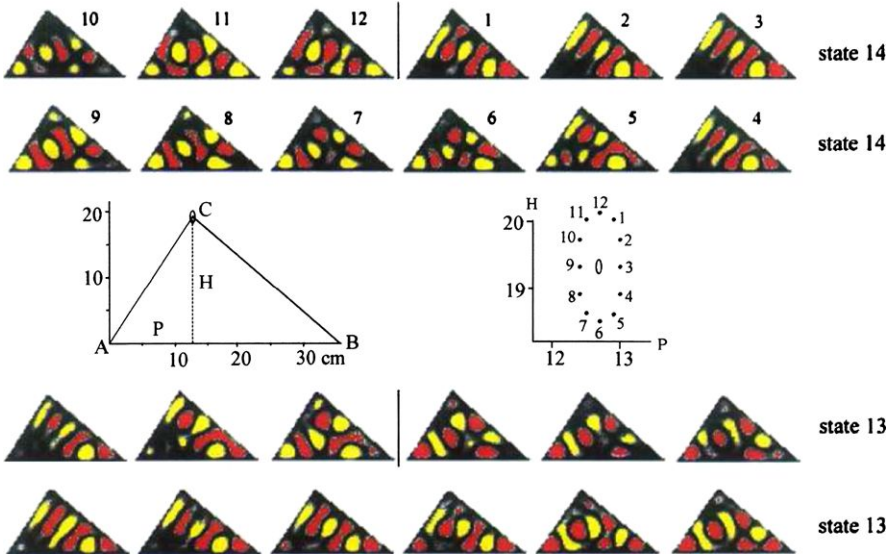 10 11 12 1 2 3
state 14
9 8 7 6 5 4
state 14
20 C
10 H
P
A B
10 20 30 cm
H
12
20 11 1
10 2
9 0 3
19 8 4
7 6 5
12 13 P
state 13
state 13